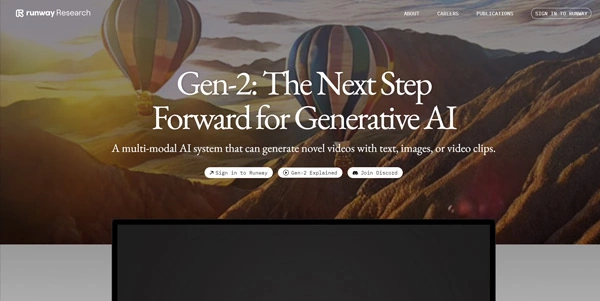 runway Research
ABOUT CAREERS PUBLICATIONS SIGN IN TO RUNWAY
Gen-2: The Next Step
Forward for Generative AI
A multi-modal AI system that can generate novel videos with text, images, or video clips.
Sign in to Runway Gen-2 Explained Join Discord